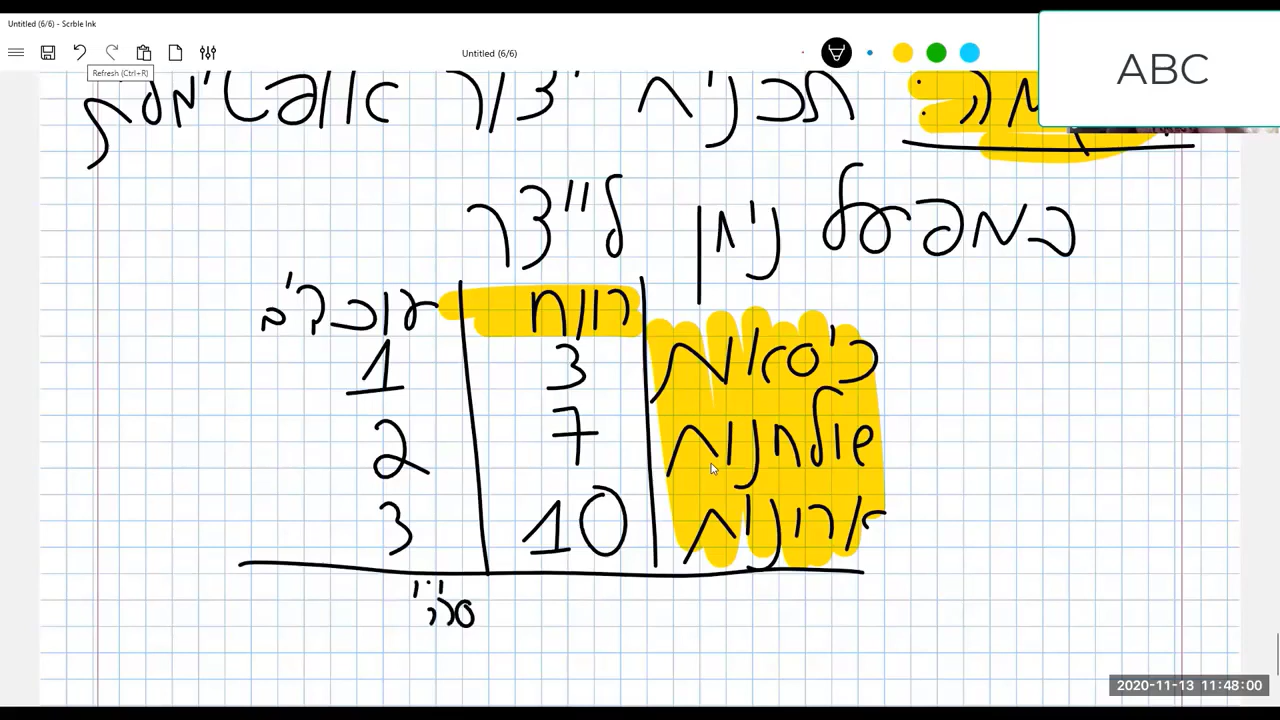 Untitled (6/6) - Scrble Ink
Untitled (6/6)
Refresh (Ctrl+R)
ABC
תכנית ייצור אופטימלית
במפעל ניתן לייצר
רווח עובדים
כיסאות 3 1
שולחנות 7 2
ארונות 10 3
סה״כ
2020-11-13 11:48:00